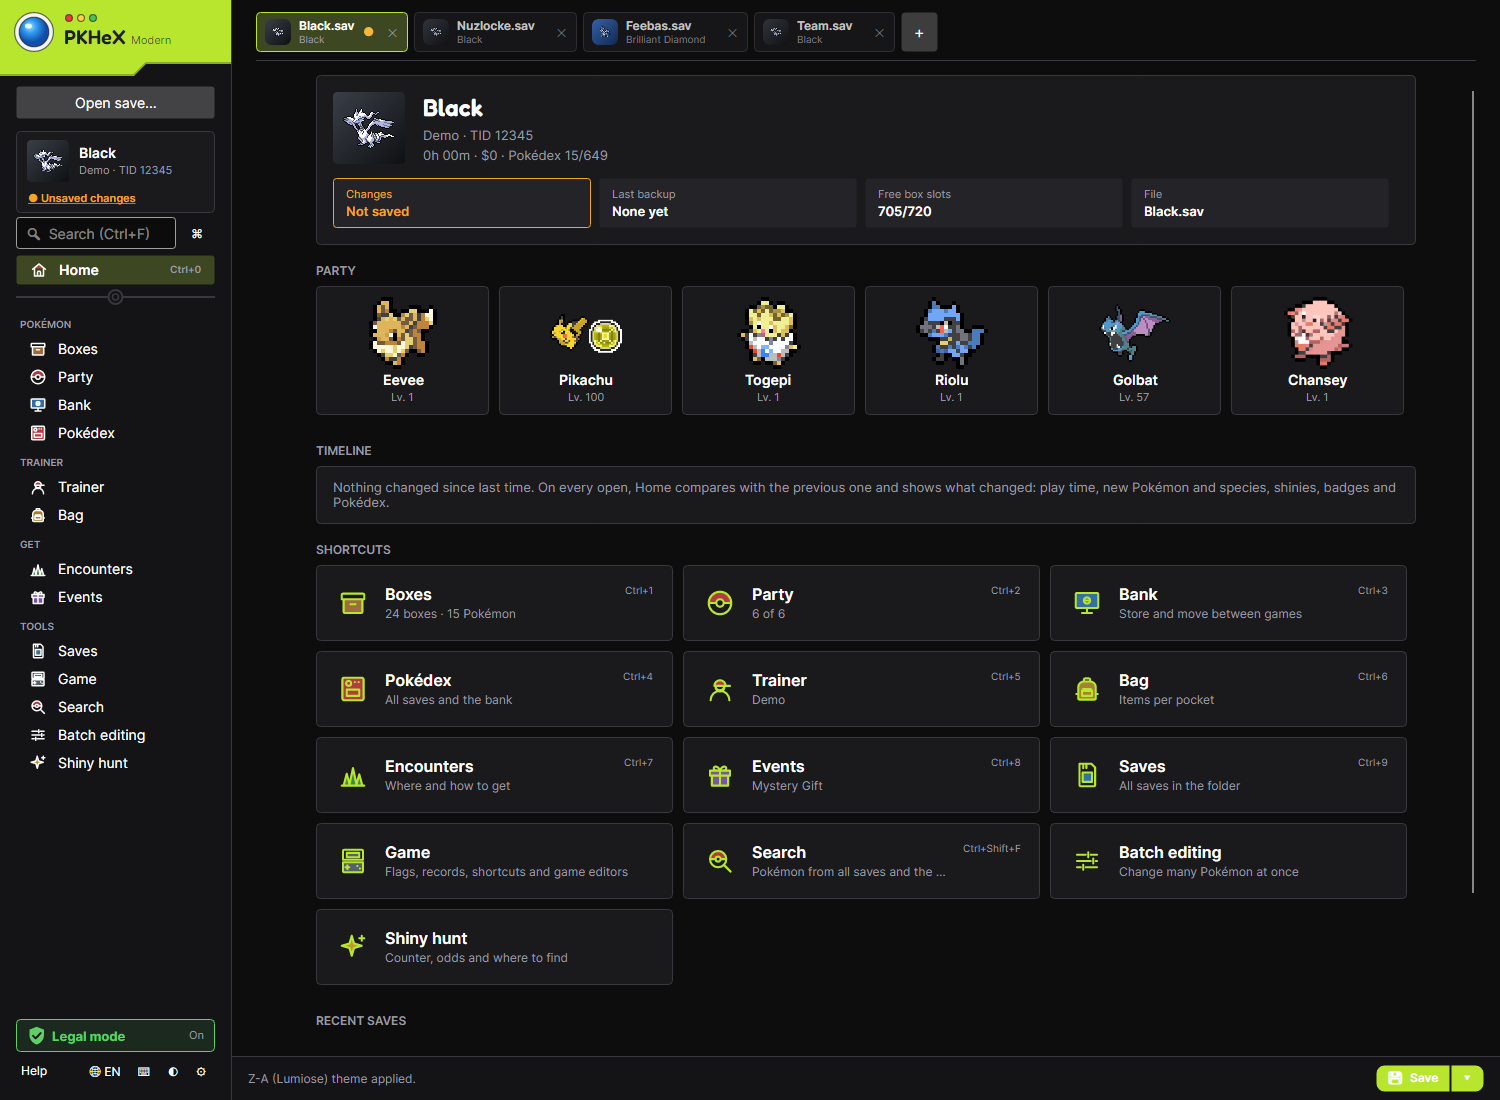 PKHeX Modern
Open save...
Black
Demo · TID 12345
Unsaved changes
Search (Ctrl+F)
⌘
Home
Ctrl+0
POKÉMON
Boxes
Party
Bank
Pokédex
TRAINER
Trainer
Bag
GET
Encounters
Events
TOOLS
Saves
Game
Search
Batch editing
Shiny hunt
Legal mode
On
Help
EN
Black.sav
Black
Nuzlocke.sav
Black
Feebas.sav
Brilliant Diamond
Team.sav
Black
+
Black
Demo · TID 12345
0h 00m · $0 · Pokédex 15/649
Changes
Not saved
Last backup
None yet
Free box slots
705/720
File
Black.sav
PARTY
Eevee
Lv. 1
Pikachu
Lv. 100
Togepi
Lv. 1
Riolu
Lv. 1
Golbat
Lv. 57
Chansey
Lv. 1
TIMELINE
Nothing changed since last time. On every open, Home compares with the previous one and shows what changed: play time, new Pokémon and species, shinies, badges and
Pokédex.
SHORTCUTS
Boxes
Ctrl+1
24 boxes · 15 Pokémon
Party
Ctrl+2
6 of 6
Bank
Ctrl+3
Store and move between games
Pokédex
Ctrl+4
All saves and the bank
Trainer
Ctrl+5
Demo
Bag
Ctrl+6
Items per pocket
Encounters
Ctrl+7
Where and how to get
Events
Ctrl+8
Mystery Gift
Saves
Ctrl+9
All saves in the folder
Game
Flags, records, shortcuts and game editors
Search
Ctrl+Shift+F
Pokémon from all saves and the ...
Batch editing
Change many Pokémon at once
Shiny hunt
Counter, odds and where to find
RECENT SAVES
Z-A (Lumiose) theme applied.
Save